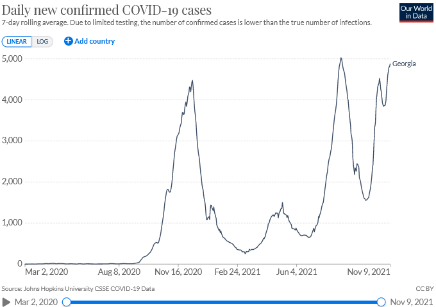 Daily new confirmed COVID-19 cases
7-day rolling average. Due to limited testing, the number of confirmed cases is lower than the true number of infections.
Our World
in Data
LINEAR LOG
Add country
5,000
4,000
3,000
2,000
1,000
0
Georgia
Mar 2, 2020 Aug 8, 2020 Nov 16, 2020 Feb 24, 2021 Jun 4, 2021 Nov 9, 2021
Source: Johns Hopkins University CSSE COVID-19 Data CC BY
Mar 2, 2020 Nov 9, 2021